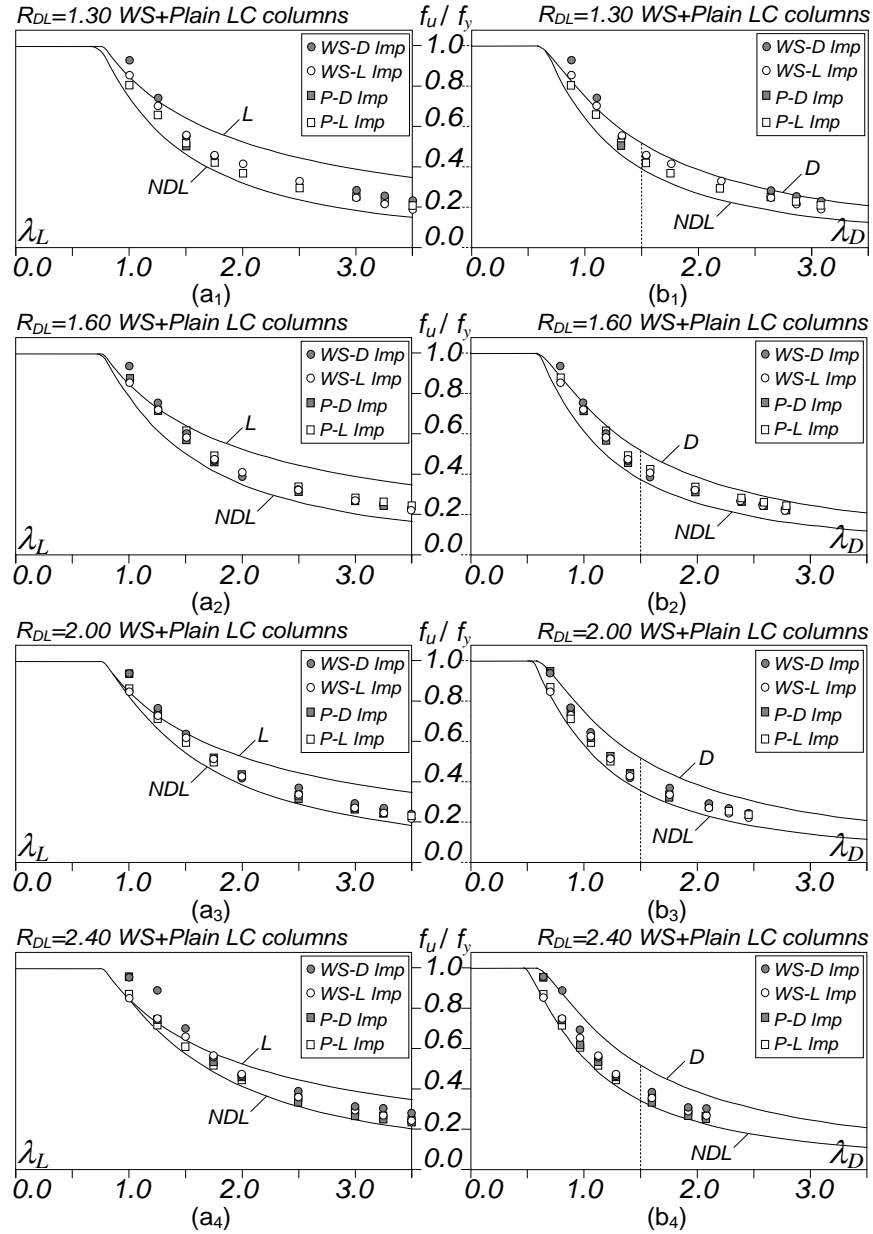 R_DL=1.30 WS+Plain LC columns
f_u / f_y
R_DL=1.30 WS+Plain LC columns
WS-D Imp
WS-L Imp
P-D Imp
P-L Imp
1.0
0.8
0.6
0.4
0.2
0.0
WS-D Imp
WS-L Imp
P-D Imp
P-L Imp
L
NDL
D
NDL
λ_L
λ_D
0.0 1.0 2.0 3.0
0.0 1.0 2.0 3.0
(a1)
(b1)
R_DL=1.60 WS+Plain LC columns
f_u / f_y
R_DL=1.60 WS+Plain LC columns
WS-D Imp
WS-L Imp
P-D Imp
P-L Imp
1.0
0.8
0.6
0.4
0.2
0.0
WS-D Imp
WS-L Imp
P-D Imp
P-L Imp
L
NDL
D
NDL
λ_L
λ_D
0.0 1.0 2.0 3.0
0.0 1.0 2.0 3.0
(a2)
(b2)
R_DL=2.00 WS+Plain LC columns
f_u / f_y
R_DL=2.00 WS+Plain LC columns
WS-D Imp
WS-L Imp
P-D Imp
P-L Imp
1.0
0.8
0.6
0.4
0.2
0.0
WS-D Imp
WS-L Imp
P-D Imp
P-L Imp
L
NDL
D
NDL
λ_L
λ_D
0.0 1.0 2.0 3.0
0.0 1.0 2.0 3.0
(a3)
(b3)
R_DL=2.40 WS+Plain LC columns
f_u / f_y
R_DL=2.40 WS+Plain LC columns
WS-D Imp
WS-L Imp
P-D Imp
P-L Imp
1.0
0.8
0.6
0.4
0.2
0.0
WS-D Imp
WS-L Imp
P-D Imp
P-L Imp
L
NDL
D
NDL
λ_L
λ_D
0.0 1.0 2.0 3.0
0.0 1.0 2.0 3.0
(a4)
(b4)